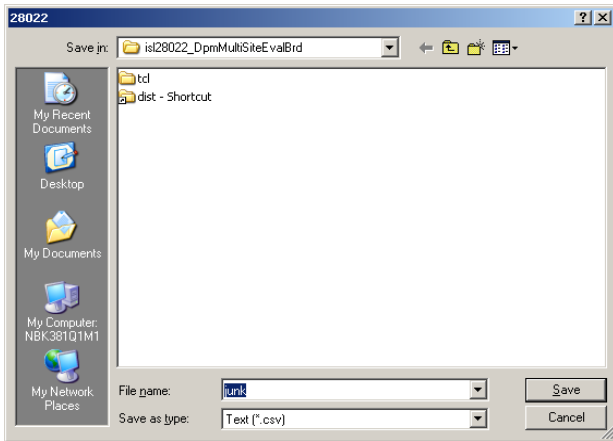 28022
Save in:
isl28022_DpmMultiSiteEvalBrd
tcl
dist - Shortcut
My Recent
Documents
Desktop
My Documents
My Computer:
NBK381Q1M1
My Network
Places
File name:
junk
Save
Save as type:
Text (*.csv)
Cancel